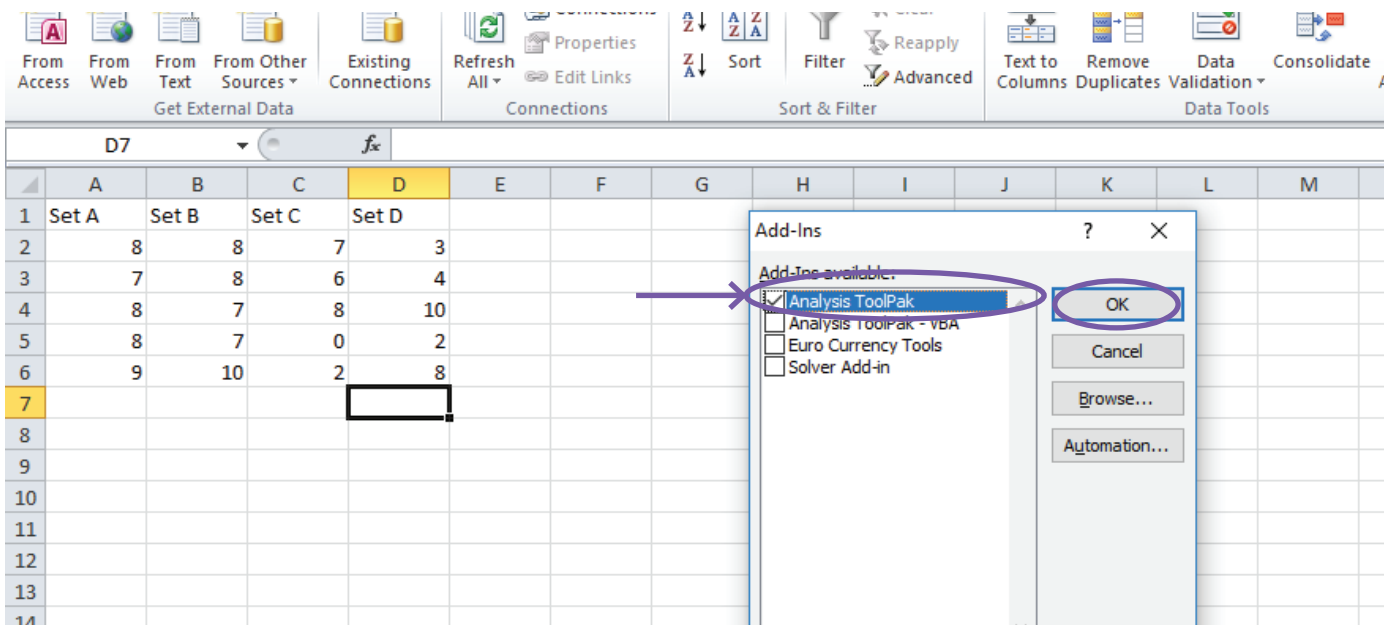 Connections
From Access
From Web
From Text
From Other Sources
Existing Connections
Get External Data
Refresh All
Properties
Edit Links
Connections
Sort
Filter
Reapply
Advanced
Sort & Filter
Text to Columns
Remove Duplicates
Data Validation
Consolidate
Data Tools
D7
fx
A B C D E F G H I J K L M
1 Set A Set B Set C Set D
2 8 8 7 3
3 7 8 6 4
4 8 7 8 10
5 8 7 0 2
6 9 10 2 8
7
8
9
10
11
12
13
14
Add-Ins ?
Add-Ins available:
Analysis ToolPak
Analysis ToolPak - VBA
Euro Currency Tools
Solver Add-in
OK
Cancel
Browse...
Automation...